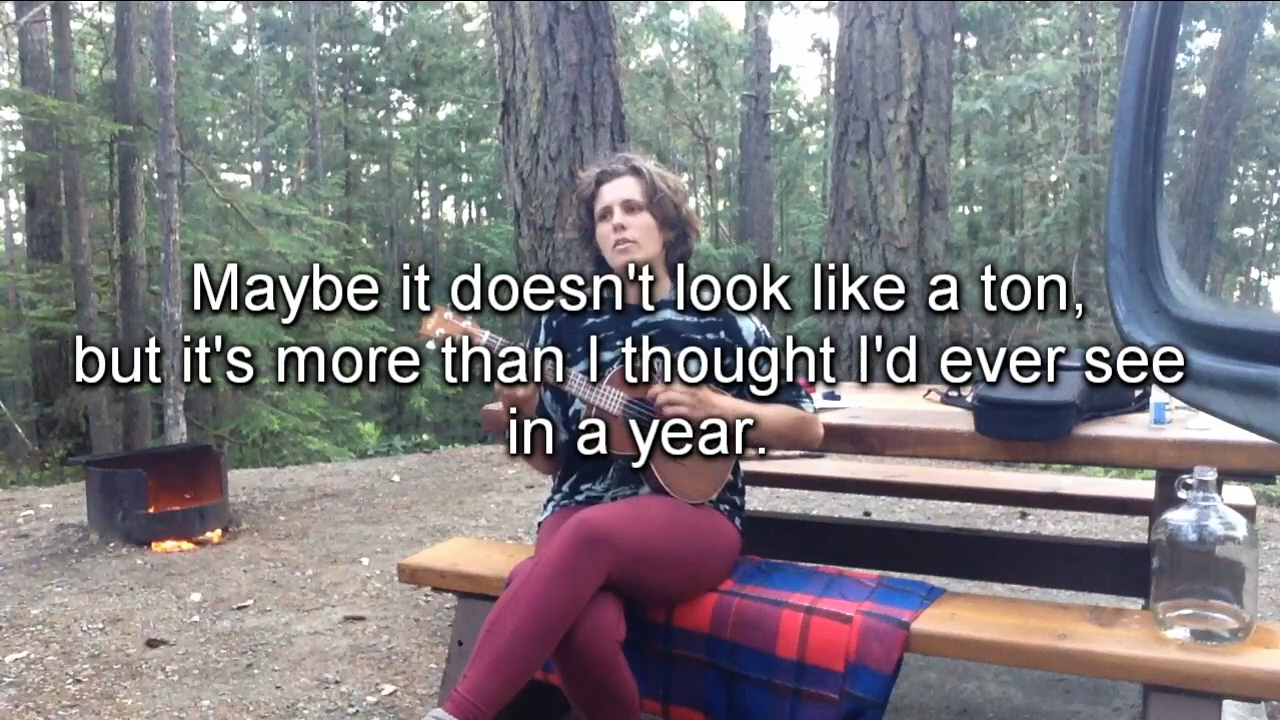 Maybe it doesn't look like a ton,
but it's more than I thought I'd ever see
in a year.